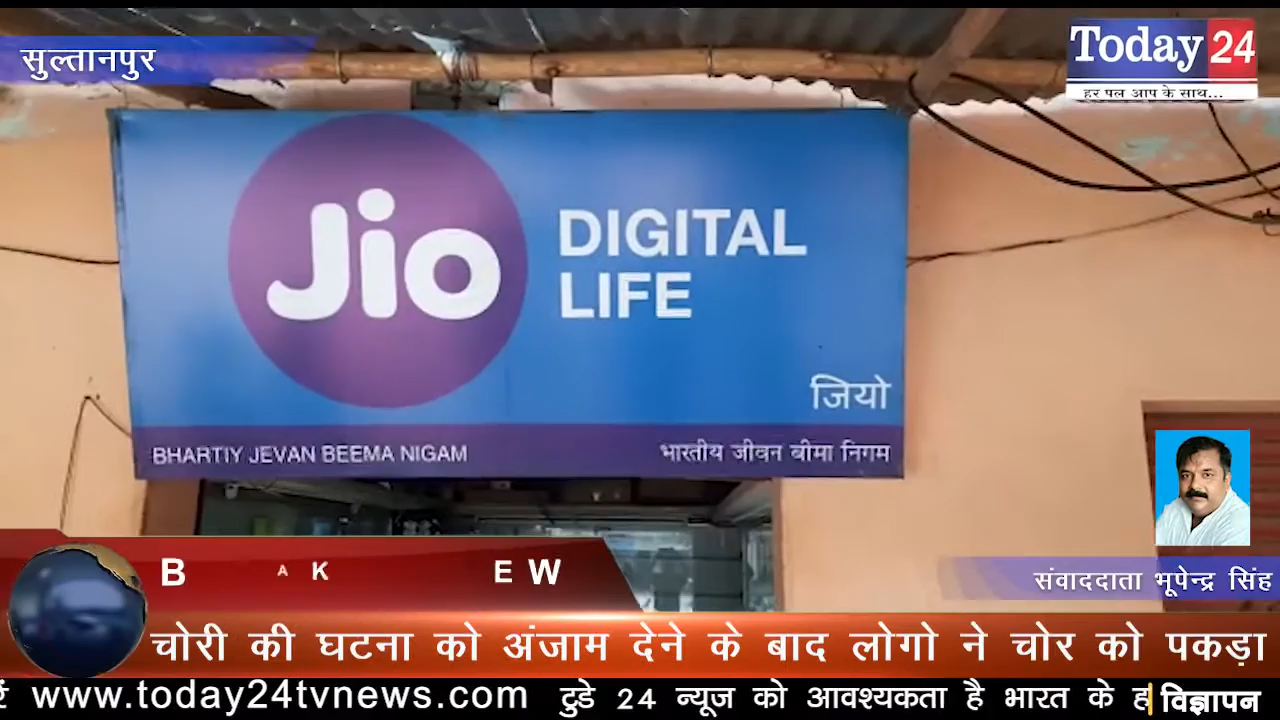 सुल्तानपुर
Today 24
हर पल आप के साथ...
Jio
DIGITAL
LIFE
जियो
BHARTIY JEVAN BEEMA NIGAM
भारतीय जीवन बीमा निगम
संवाददाता भूपेन्द्र सिंह
B A K E W
चोरी की घटना को अंजाम देने के बाद लोगो ने चोर को पकड़ा
www.today24tvnews.com टुडे 24 न्यूज को आवश्यकता है भारत के
विज्ञापन